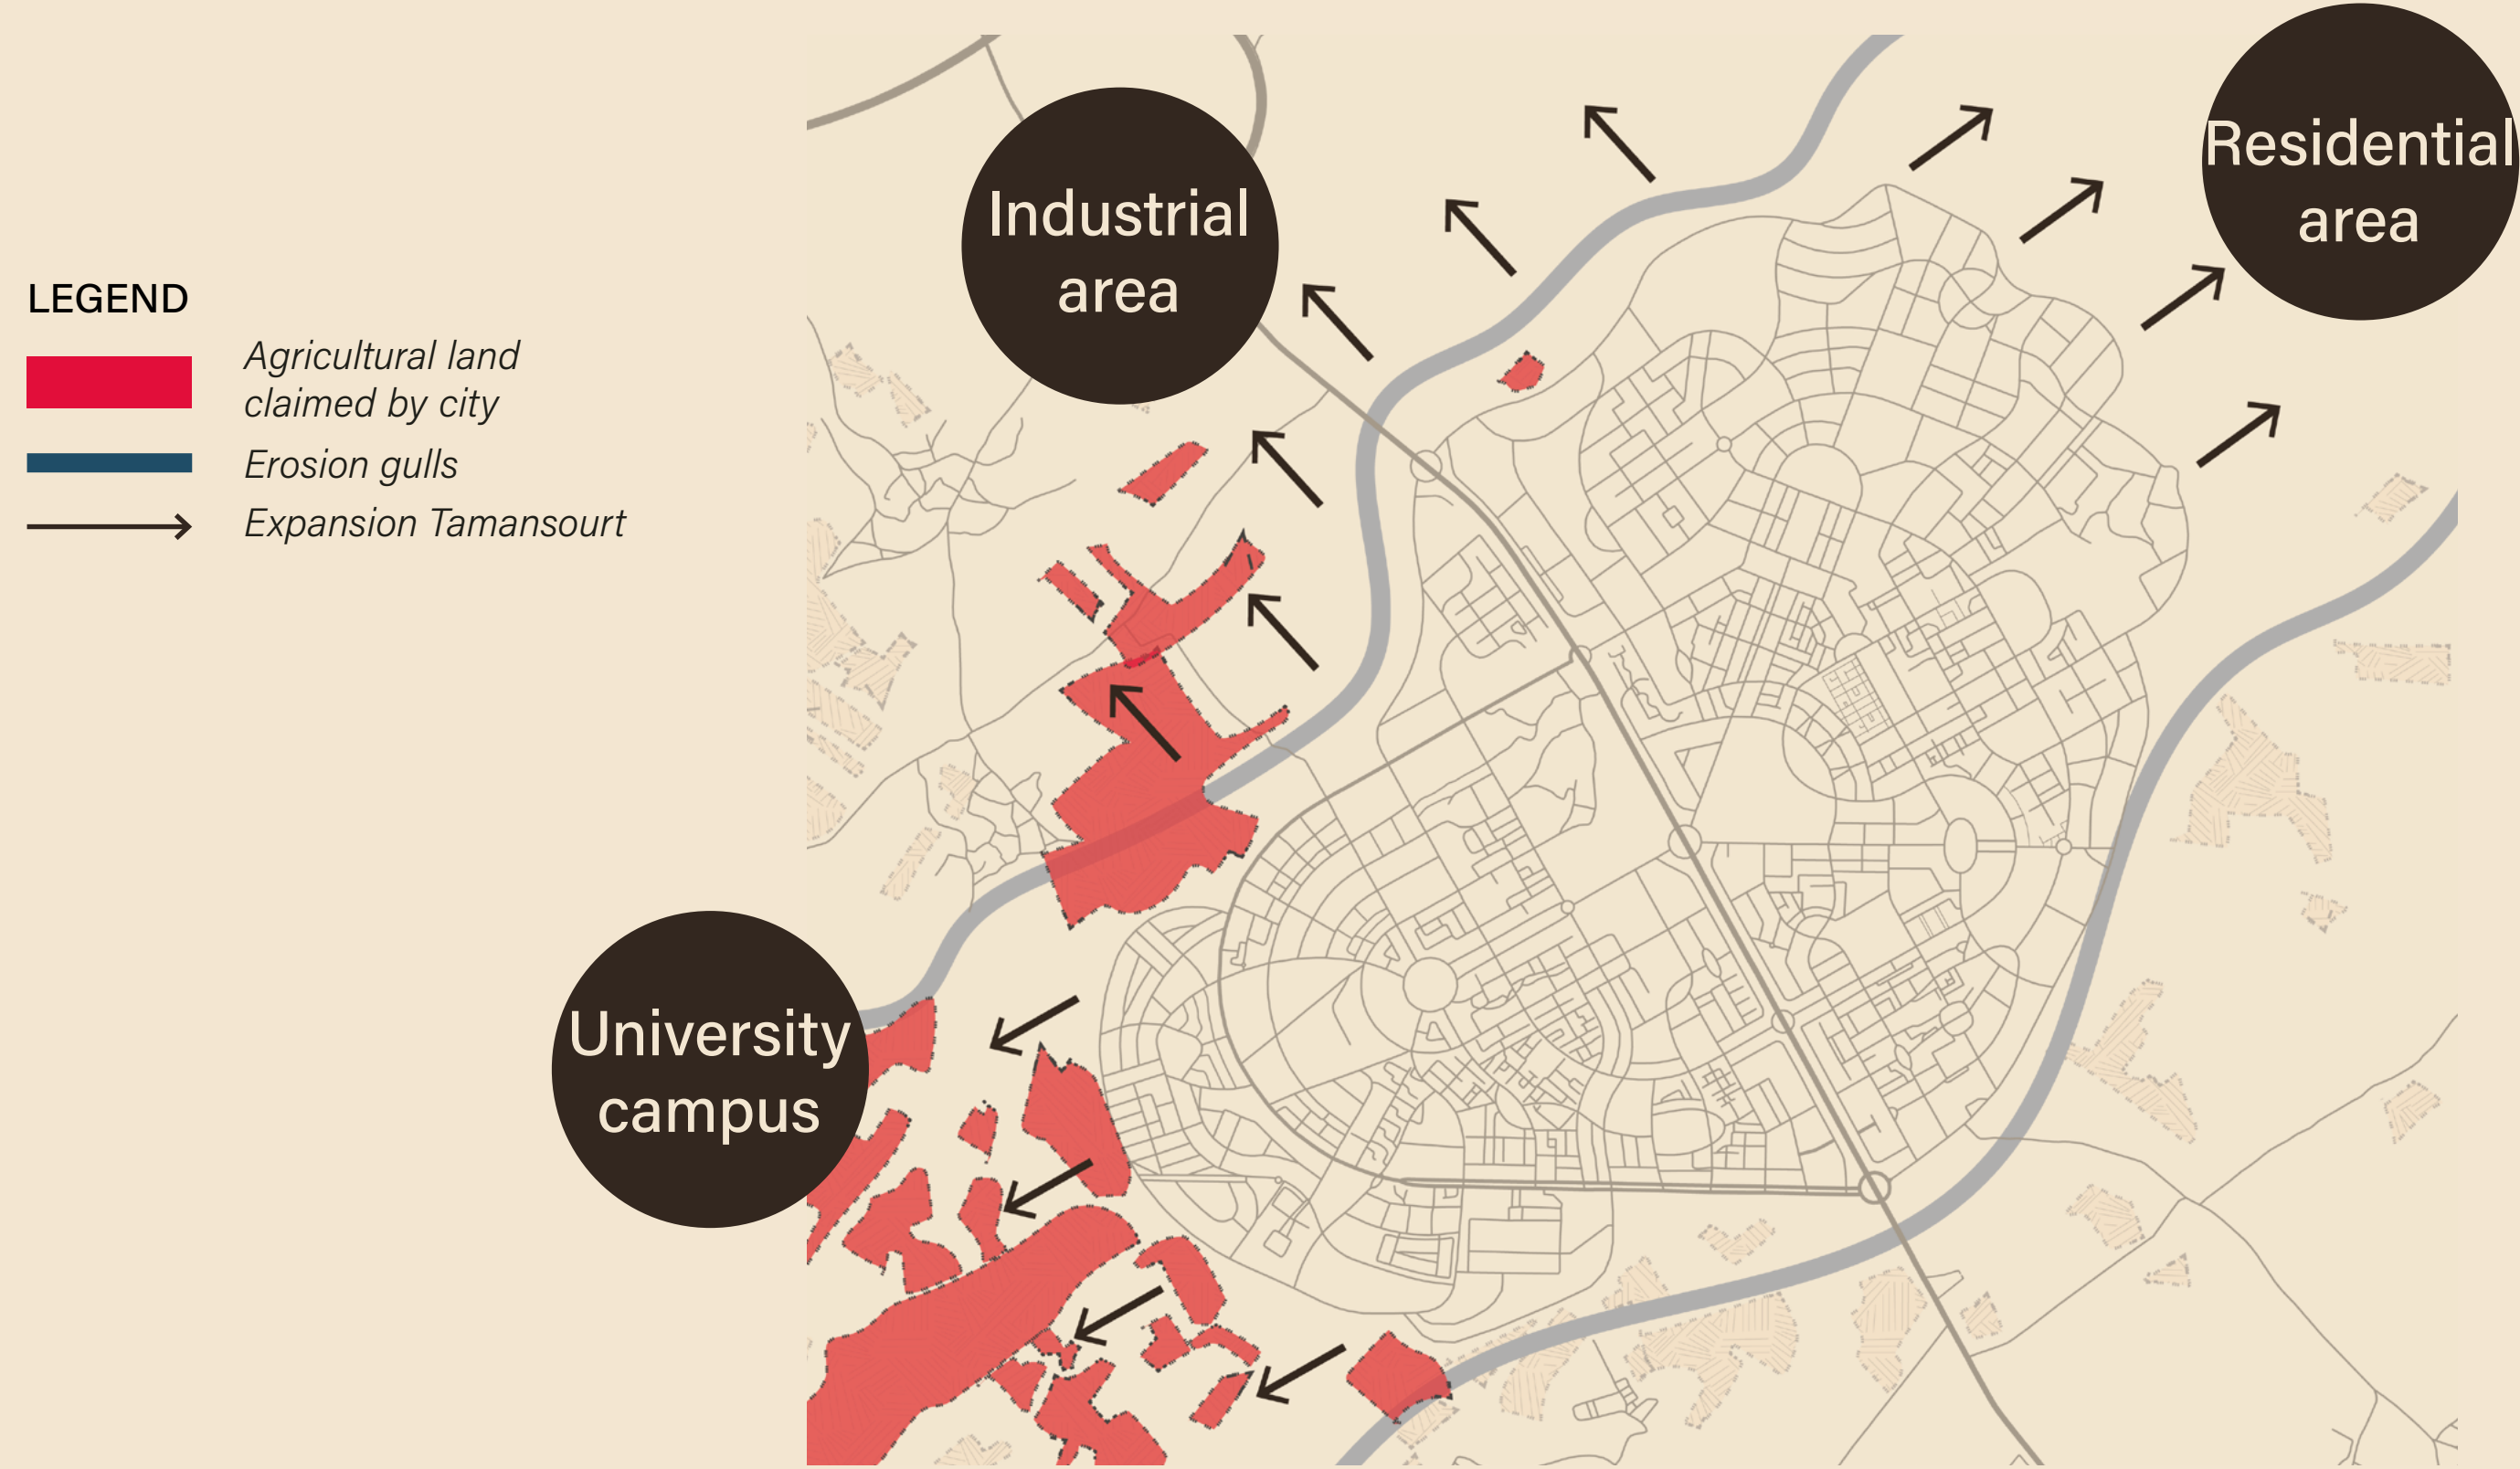 Residential
area
Industrial
area
LEGEND
Agricultural land
claimed by city
Erosion gulls
Expansion Tamansourt
University
campus